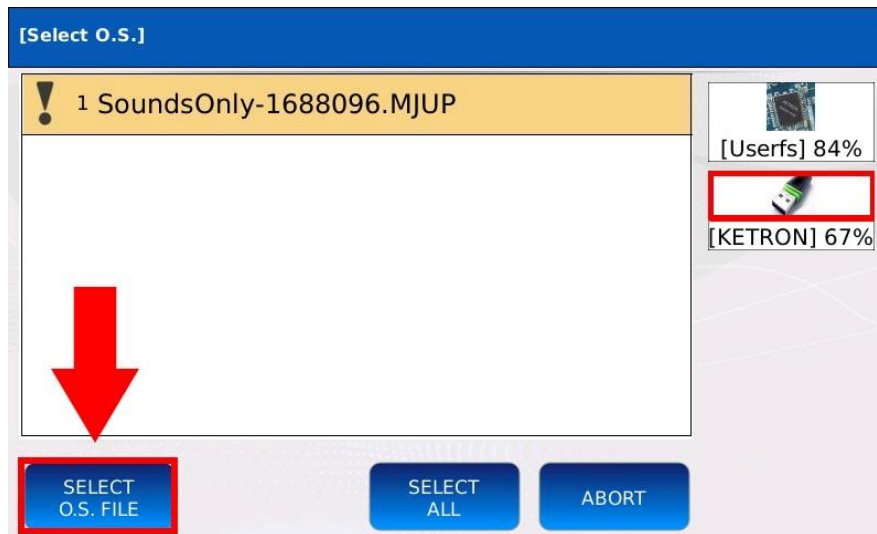 [Select O.S.]
1 SoundsOnly-1688096.MJUP
[Userfs] 84%
[KETRON] 67%
SELECT
O.S. FILE
SELECT
ALL
ABORT